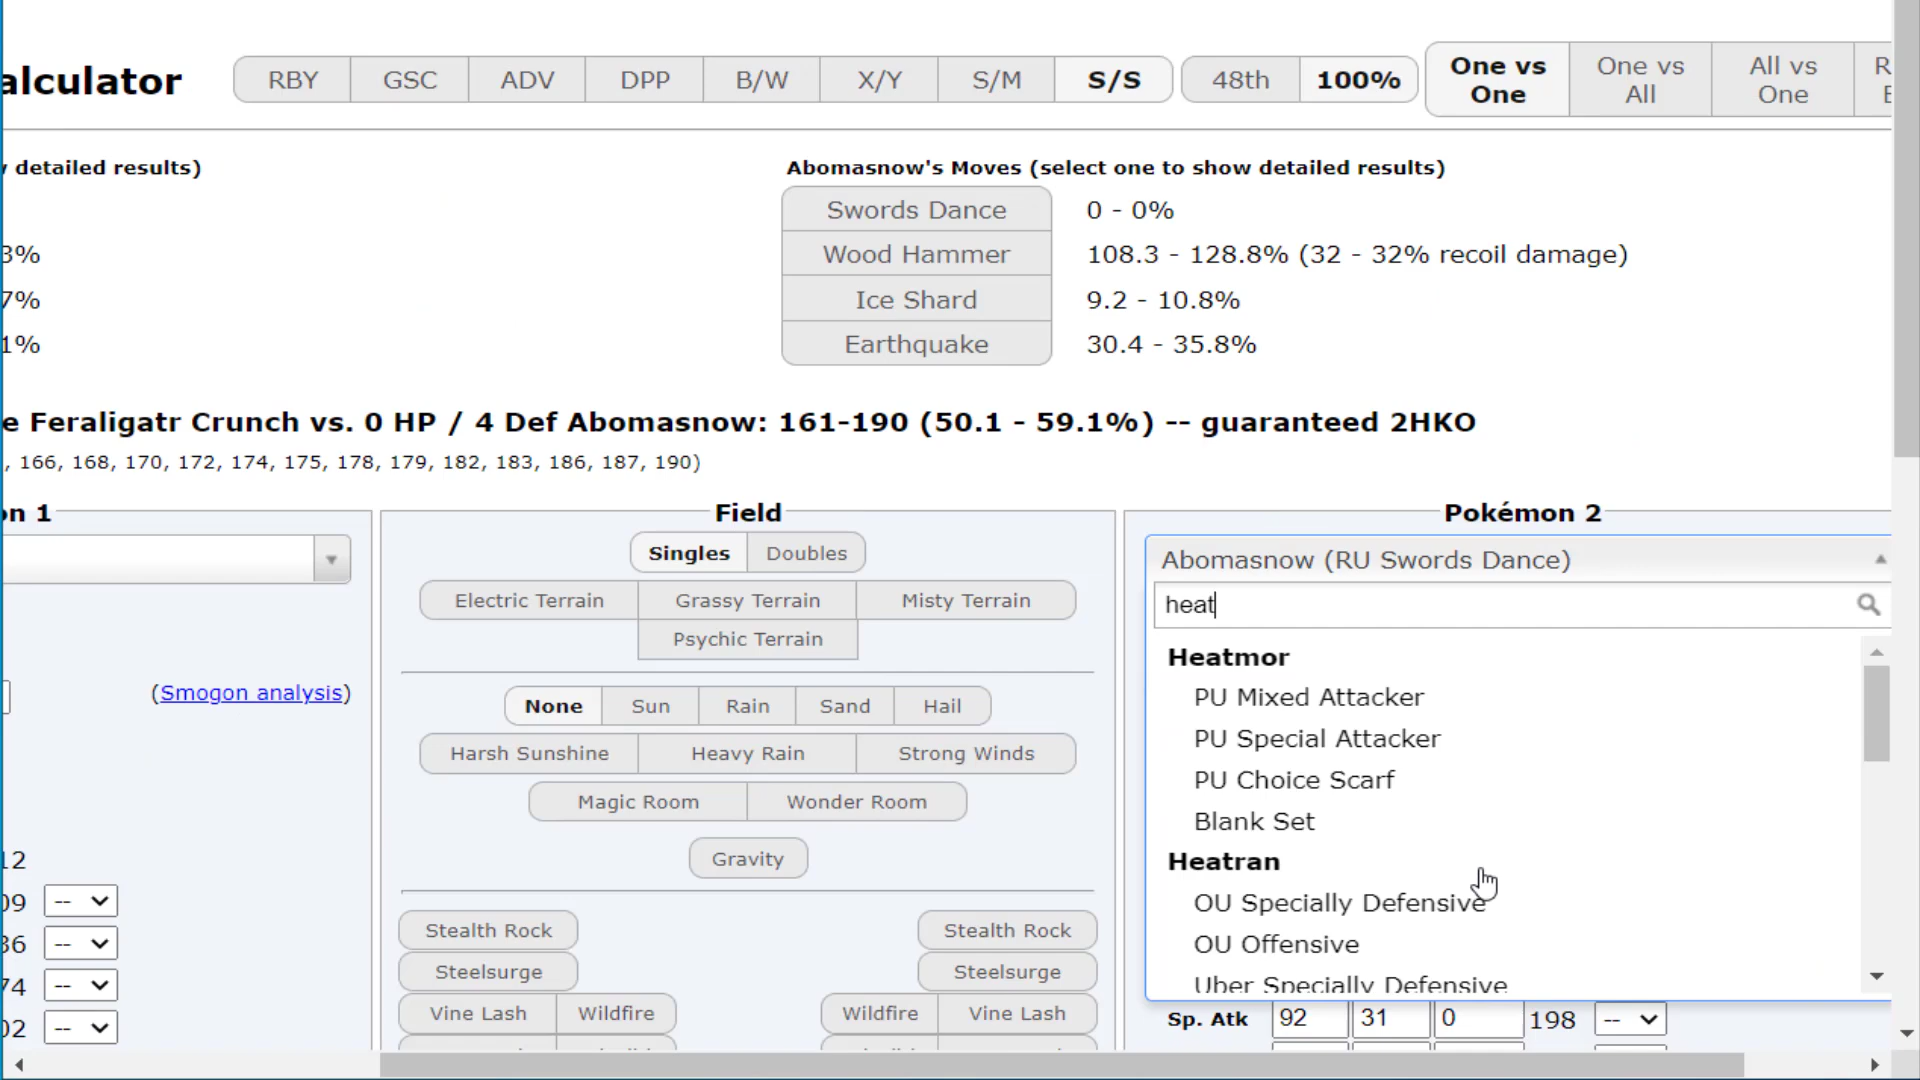 alculator RBY GSC ADV DPP B/W X/Y S/M S/S 48th 100% One vs One One vs All All vs One
detailed results) Abomasnow's Moves (select one to show detailed results)
Swords Dance 0 - 0%
3% Wood Hammer 108.3 - 128.8% (32 - 32% recoil damage)
7% Ice Shard 9.2 - 10.8%
1% Earthquake 30.4 - 35.8%
e Feraligatr Crunch vs. 0 HP / 4 Def Abomasnow: 161-190 (50.1 - 59.1%) -- guaranteed 2HKO
, 166, 168, 170, 172, 174, 175, 178, 179, 182, 183, 186, 187, 190)
on 1 Field Pokémon 2
Singles Doubles
Abomasnow (RU Swords Dance)
Electric Terrain Grassy Terrain Misty Terrain
heat
Psychic Terrain
Heatmor
(Smogon analysis)
PU Mixed Attacker
None Sun Rain Sand Hail
PU Special Attacker
Harsh Sunshine Heavy Rain Strong Winds
PU Choice Scarf
Magic Room Wonder Room
Blank Set
Gravity
Heatran
12
09 --
OU Specially Defensive
Stealth Rock Stealth Rock
36 --
OU Offensive
Steelsurge Steelsurge
74 --
Uber Specially Defensive
Vine Lash Wildfire Wildfire Vine Lash
02 --
Sp. Atk 92 31 0 198 --